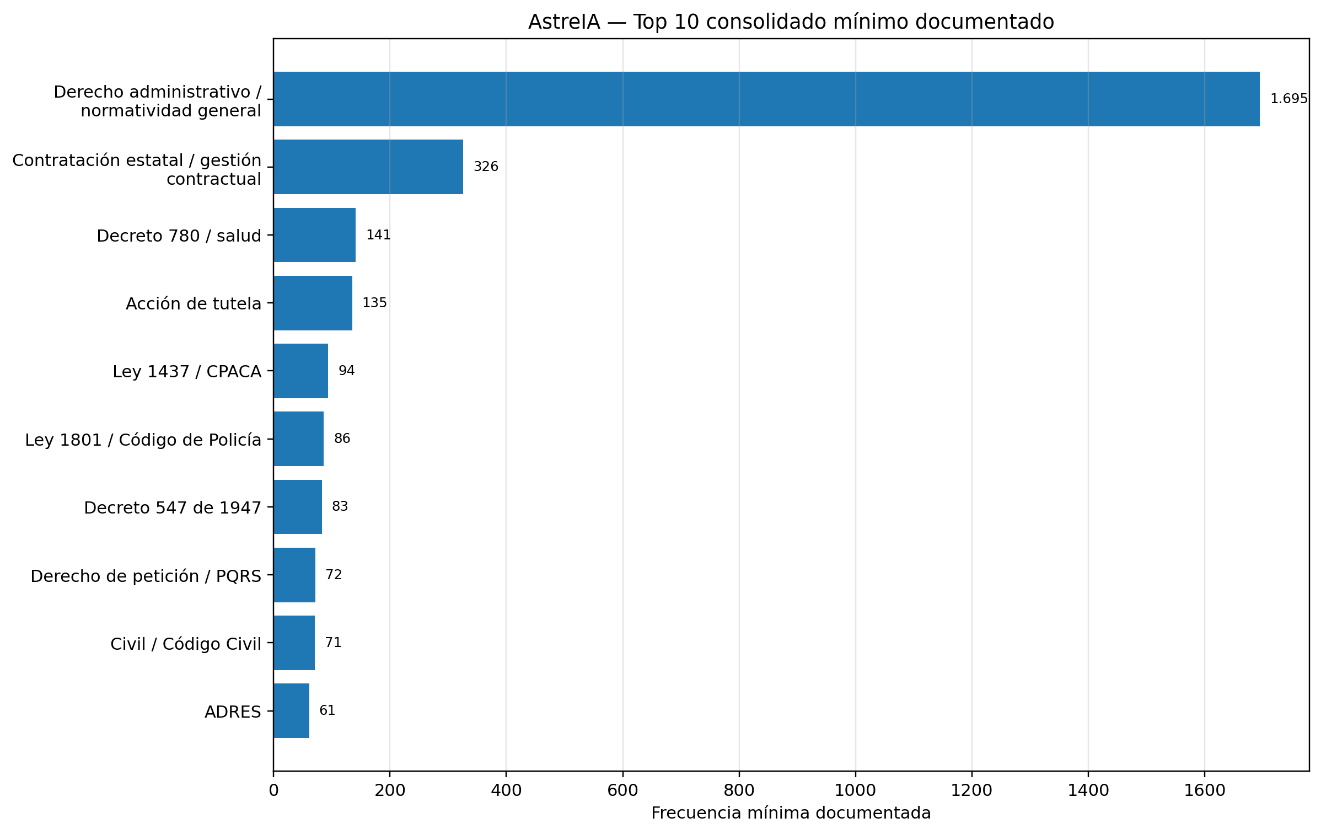 AstreIA — Top 10 consolidado mínimo documentado
Derecho administrativo /
normatividad general
1.695
Contratación estatal / gestión
contractual
326
Decreto 780 / salud
141
Acción de tutela
135
Ley 1437 / CPACA
94
Ley 1801 / Código de Policía
86
Decreto 547 de 1947
83
Derecho de petición / PQRS
72
Civil / Código Civil
71
ADRES
61
0 200 400 600 800 1000 1200 1400 1600
Frecuencia mínima documentada